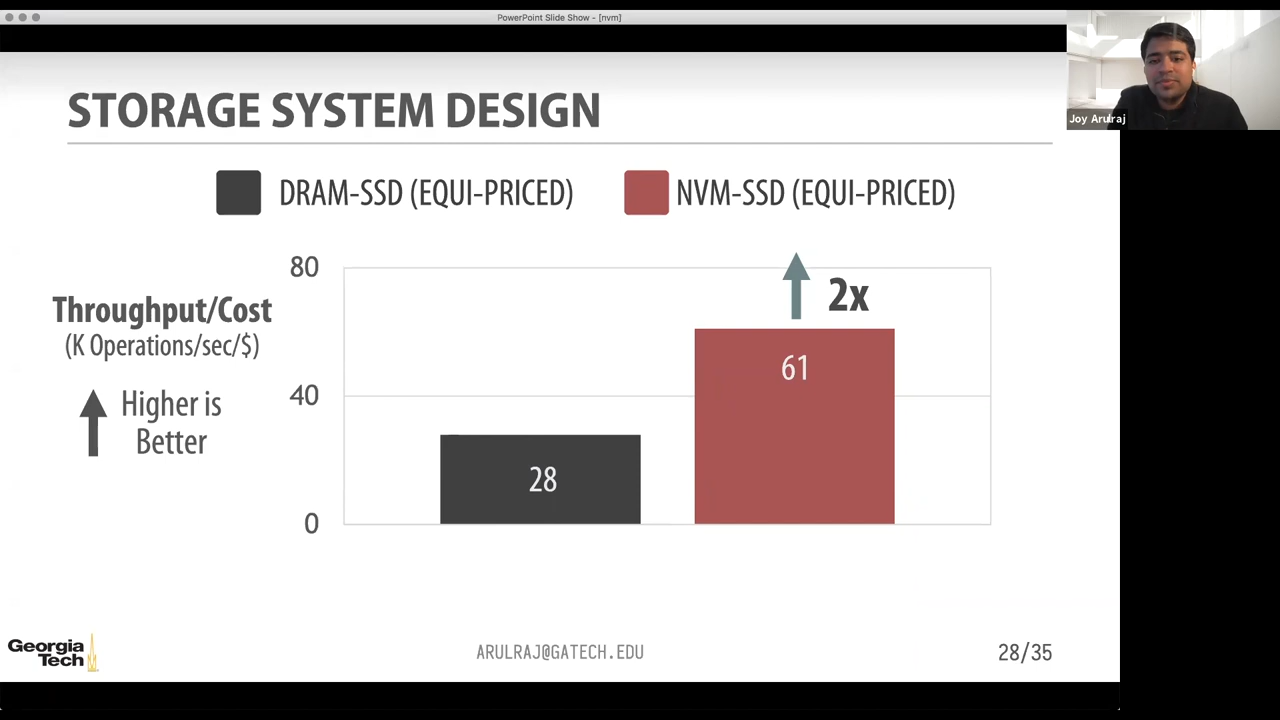 PowerPoint Slide Show - [nvm]
Joy Arulraj
STORAGE SYSTEM DESIGN
DRAM-SSD (EQUI-PRICED)
NVM-SSD (EQUI-PRICED)
Throughput/Cost
(K Operations/sec/$)
Higher is
Better
80
40
0
28
61
2x
Georgia
Tech
ARULRAJ@GATECH.EDU
28/35